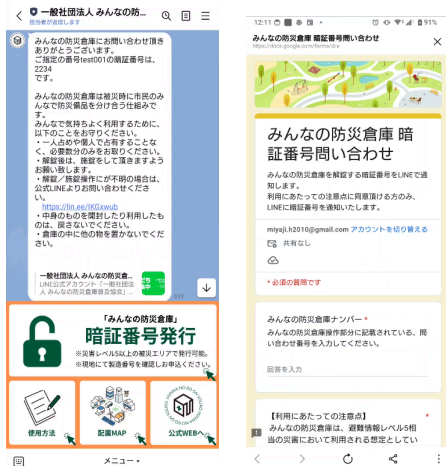 一般社団法人 みんなの防...
担当者が返信します
みんなの防災倉庫にお問い合わせ頂き
ありがとうございます。
ご指定の番号test001の暗証番号は、
2234
です。
みんなの防災倉庫は被災時に市民のみ
んなで防災備品を分け合う仕組みで
す。
みんなで気持ちよく利用するために、
以下のことをお守りください。
・一人占めや個人で占有することな
く、必要数分のみをお取りください。
・解錠後は、施錠をして頂きますよう
お願い致します。
・解錠／施錠操作にが不明の場合は、
公式LINEよりお問い合わせくださ
い。
https://lin.ee/IKGxwub
・中身のものを開封したり利用したも
のは、戻さないでください。
・倉庫の中に他の物を置かないでくだ
さい。
一般社団法人 みんなの防災倉...
LINE公式アカウント「一般社団法
人 みんなの防災倉庫普及協会」...
3:12
「みんなの防災倉庫」
暗証番号発行
※災害レベル5以上の被災エリアで発行可能。
※現地にて製造番号を確認しお申込ください。
使用方法
配置MAP
公式WEBへ
メニュー
12:11
91%
みんなの防災倉庫 暗証番号問い合わせ
https://docs.google.com/forms/d/e
みんなの防災倉庫 暗
証番号問い合わせ
みんなの防災倉庫を解錠する暗証番号をLINEで通
知します。
利用にあたっての注意点に同意頂ける方のみ、
LINEに暗証番号を通知いたします。
miyaji.h2010@gmail.com アカウントを切り替える
共有なし
* 必須の質問です
みんなの防災倉庫ナンバー *
みんなの防災倉庫操作部分に記載されている、問
い合わせ番号を入力してください。
回答を入力
【利用にあたっての注意点】 *
みんなの防災倉庫は、避難情報レベル5相
当の災害において利用される想定としてい